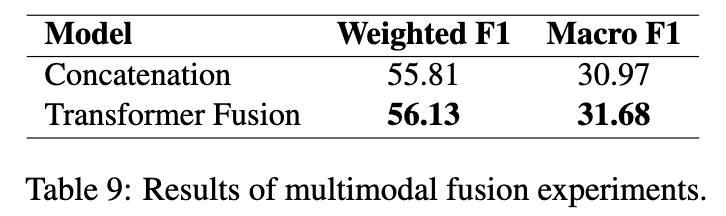 Model Weighted F1 Macro F1
Concatenation 55.81 30.97
Transformer Fusion 56.13 31.68
Table 9: Results of multimodal fusion experiments.